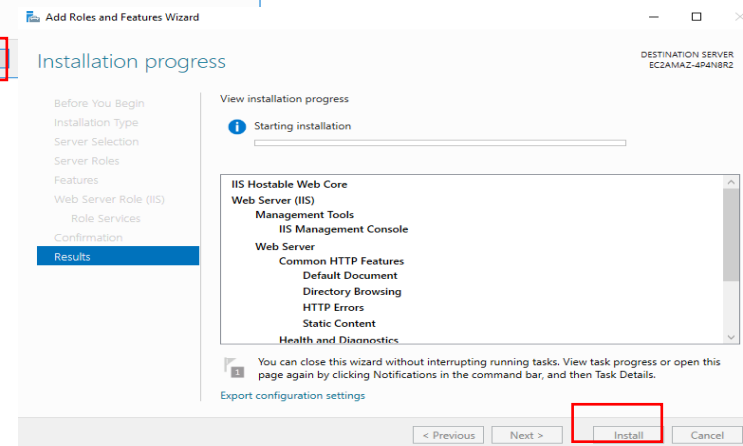 Add Roles and Features Wizard
Installation progress
DESTINATION SERVER
EC2AMAZ-4P4N8R2
Before You Begin
Installation Type
Server Selection
Server Roles
Features
Web Server Role (IIS)
Role Services
Confirmation
Results
View installation progress
Starting installation
IIS Hostable Web Core
Web Server (IIS)
Management Tools
IIS Management Console
Web Server
Common HTTP Features
Default Document
Directory Browsing
HTTP Errors
Static Content
Health and Diagnostics
1
You can close this wizard without interrupting running tasks. View task progress or open this
page again by clicking Notifications in the command bar, and then Task Details.
Export configuration settings
< Previous
Next >
Install
Cancel